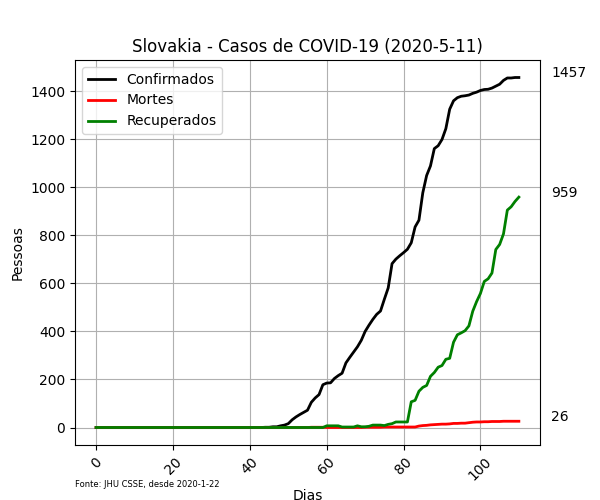 Slovakia - Casos de COVID-19 (2020-5-11)
Confirmados
Mortes
Recuperados
1457
959
26
1400
1200
1000
800
600
400
200
0
Pessoas
0
20
40
60
80
100
Fonte: JHU CSSE, desde 2020-1-22
Dias